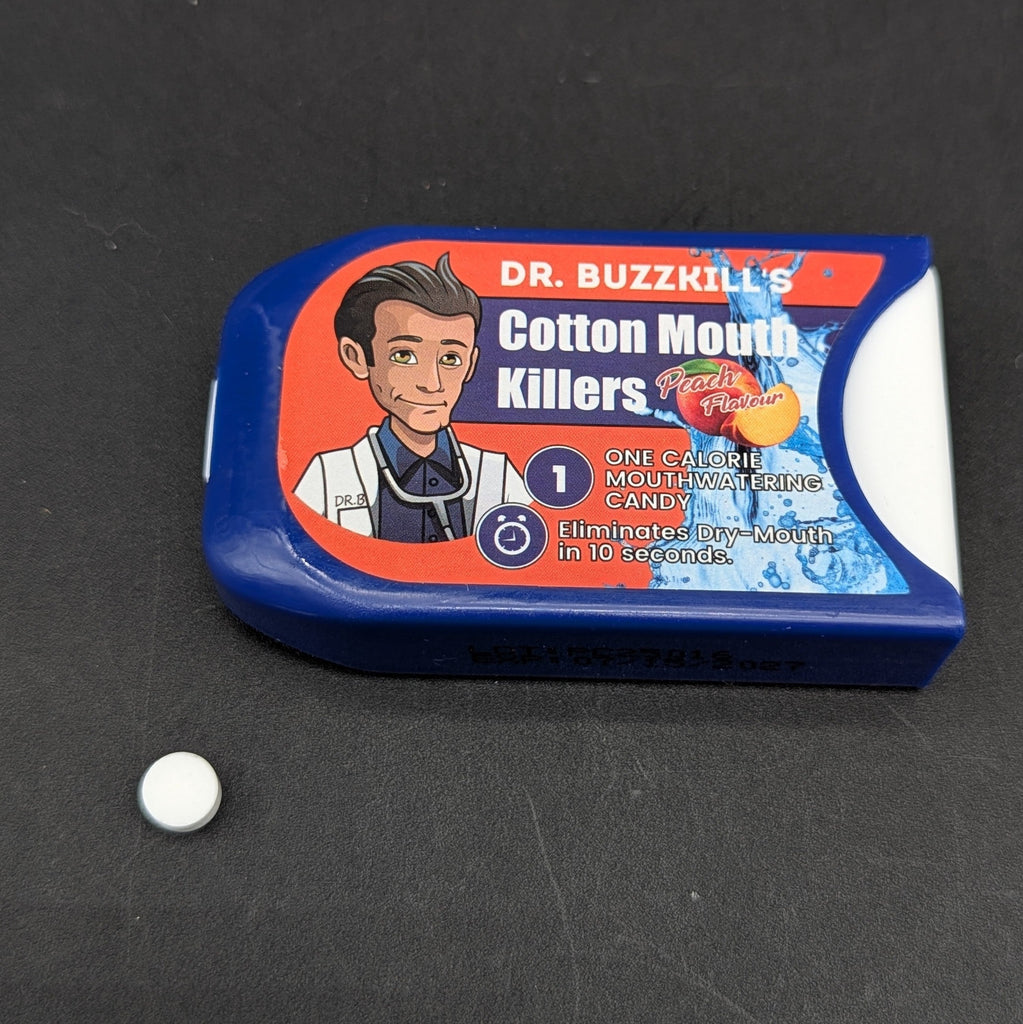 DR. BUZZKILL'S
Cotton Mouth
Killers
Peach
Flavour
1
ONE CALORIE
MOUTHWATERING
CANDY
DR.B
Eliminates Dry-Mouth
in 10 seconds.